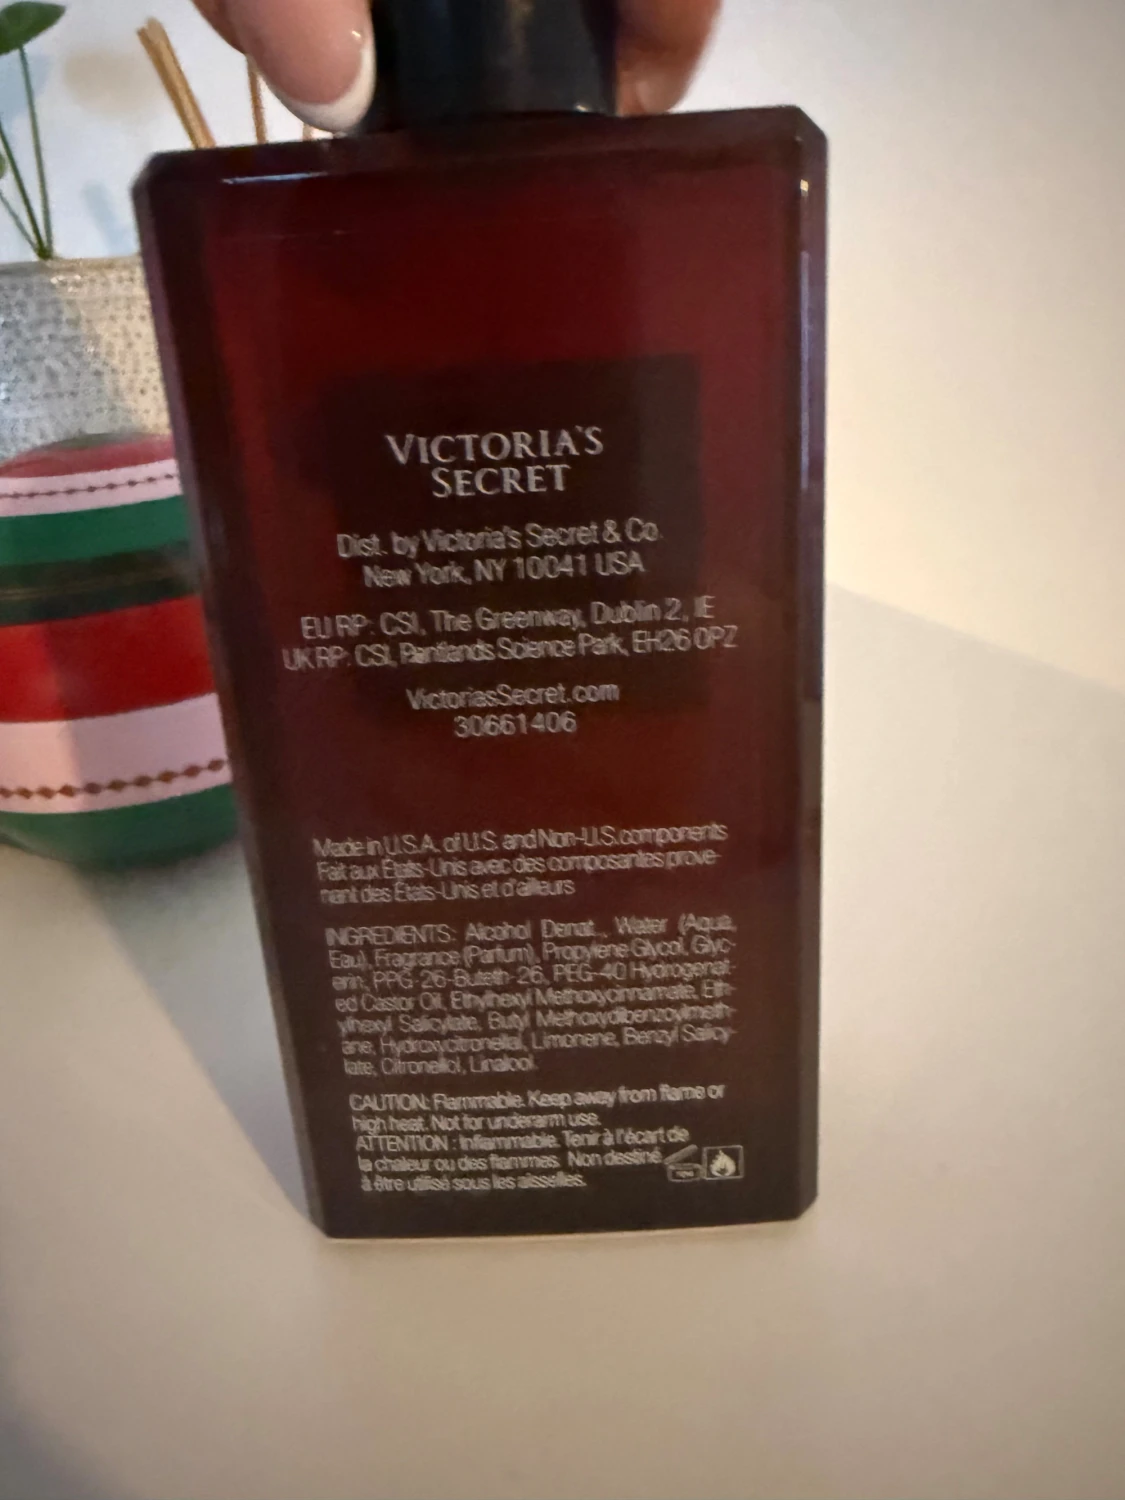 VICTORIA'S
SECRET
Dist. by Victoria's Secret & Co.
New York, NY 10041 USA
EU RP: CSI, The Greenway, Dublin 2, IE
UK RP: CSI, Pentlands Science Park, EH26 0PZ
VictoriasSecret.com
30661406
Made in U.S.A. of U.S. and Non-U.S. components
Fait aux États-Unis avec des composantes prove-
nant des États-Unis et d'ailleurs
INGREDIENTS: Alcohol Denat., Water (Aqua,
Eau), Fragrance (Parfum), Propylene Glycol, Glyc-
erin, PPG-26-Buteth-26, PEG-40 Hydrogenat-
ed Castor Oil, Ethylhexyl Methoxycinnamate, Eth-
ylhexyl Salicylate, Butyl Methoxydibenzoylmeth-
ane, Hydroxycitronellal, Limonene, Benzyl Salicy-
late, Citronellol, Linalool.
CAUTION: Flammable. Keep away from flame or
high heat. Not for underarm use.
ATTENTION : Inflammable. Tenir à l'écart de
la chaleur ou des flammes. Non destiné
à être utilisé sous les aisselles.